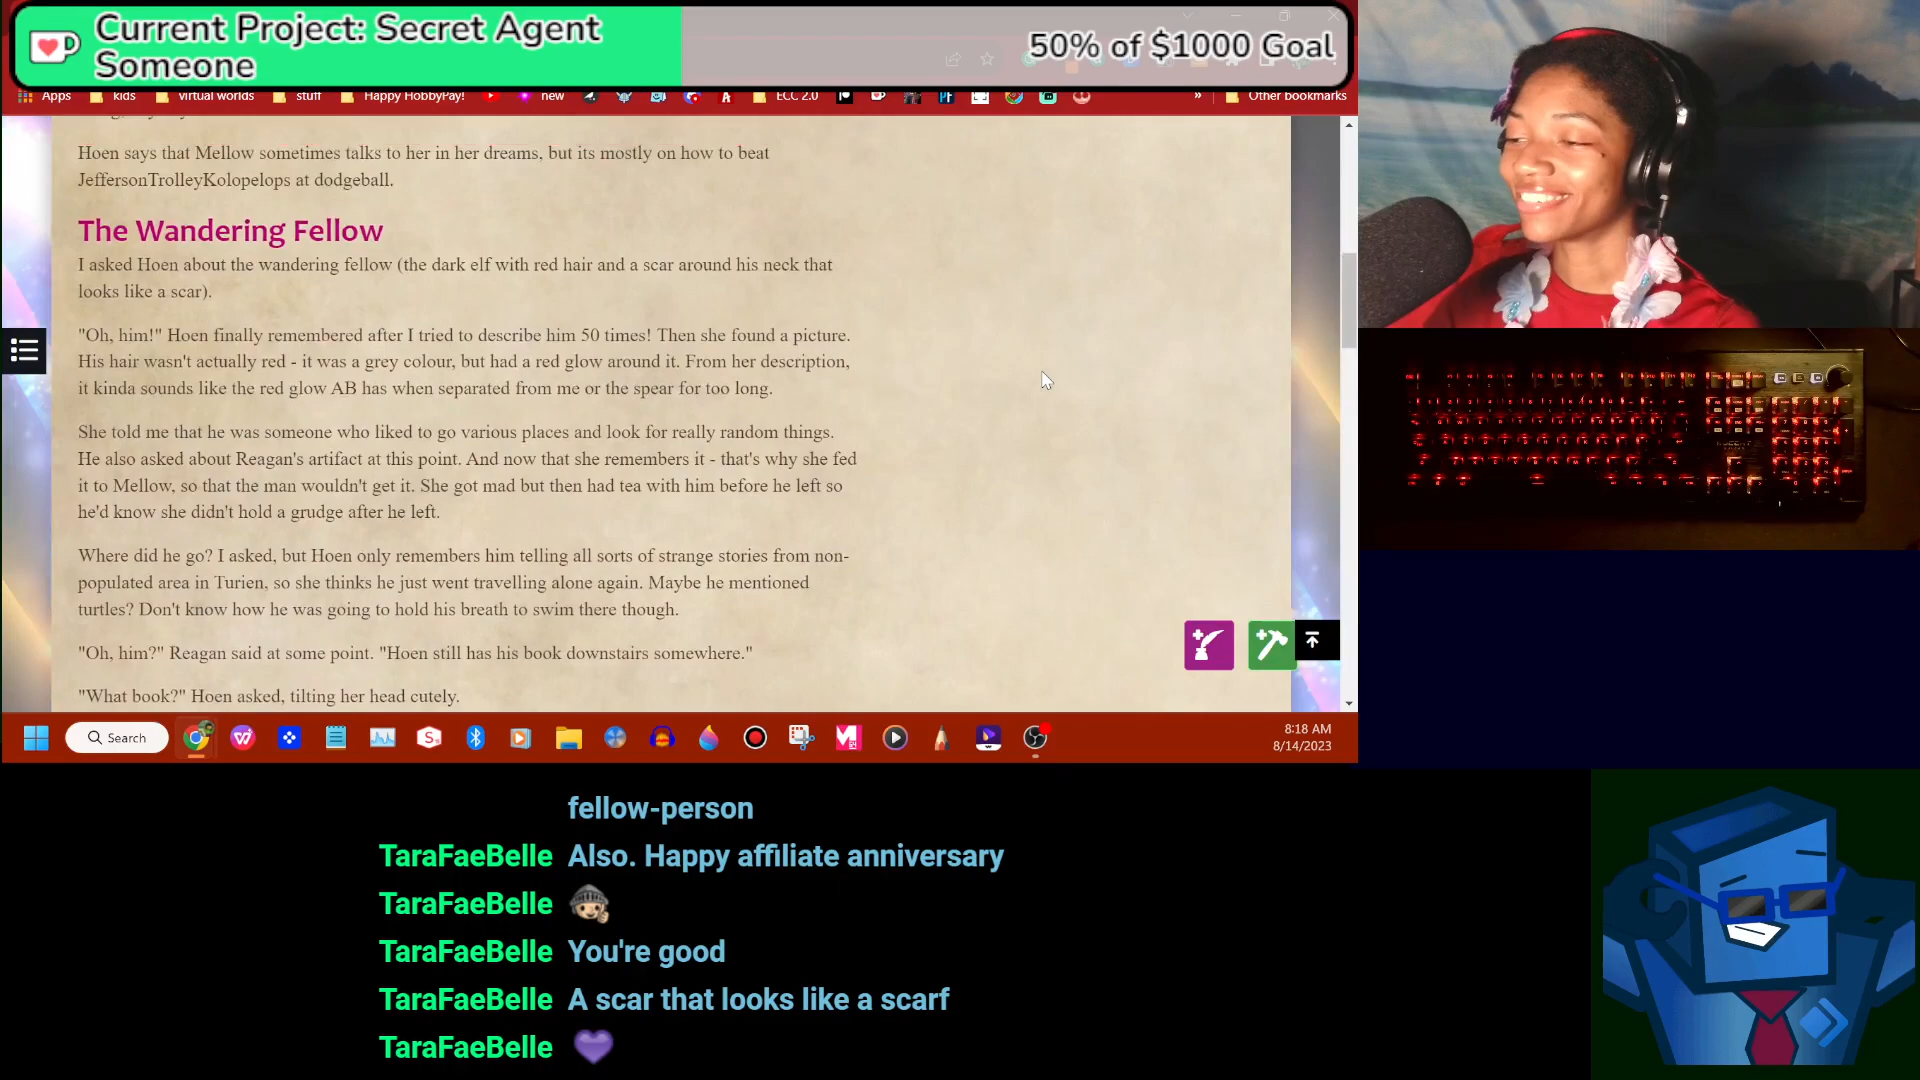 Current Project: Secret Agent
Someone
50% of $1000 Goal
Apps
kids
virtual worlds
stuff
Happy HobbyPay!
new
ECC 2.0
»
Other bookmarks
Hoen says that Mellow sometimes talks to her in her dreams, but its mostly on how to beat
JeffersonTrolleyKolopelops at dodgeball.
The Wandering Fellow
I asked Hoen about the wandering fellow (the dark elf with red hair and a scar around his neck that
looks like a scar).
"Oh, him!" Hoen finally remembered after I tried to describe him 50 times! Then she found a picture.
His hair wasn't actually red - it was a grey colour, but had a red glow around it. From her description,
it kinda sounds like the red glow AB has when separated from me or the spear for too long.
She told me that he was someone who liked to go various places and look for really random things.
He also asked about Reagan's artifact at this point. And now that she remembers it - that's why she fed
it to Mellow, so that the man wouldn't get it. She got mad but then had tea with him before he left so
he'd know she didn't hold a grudge after he left.
Where did he go? I asked, but Hoen only remembers him telling all sorts of strange stories from non-
populated area in Turien, so she thinks he just went travelling alone again. Maybe he mentioned
turtles? Don't know how he was going to hold his breath to swim there though.
"Oh, him?" Reagan said at some point. "Hoen still has his book downstairs somewhere."
"What book?" Hoen asked, tilting her head cutely.
Search
8:18 AM
8/14/2023
fellow-person
TaraFaeBelle Also. Happy affiliate anniversary
TaraFaeBelle
TaraFaeBelle You're good
TaraFaeBelle A scar that looks like a scarf
TaraFaeBelle